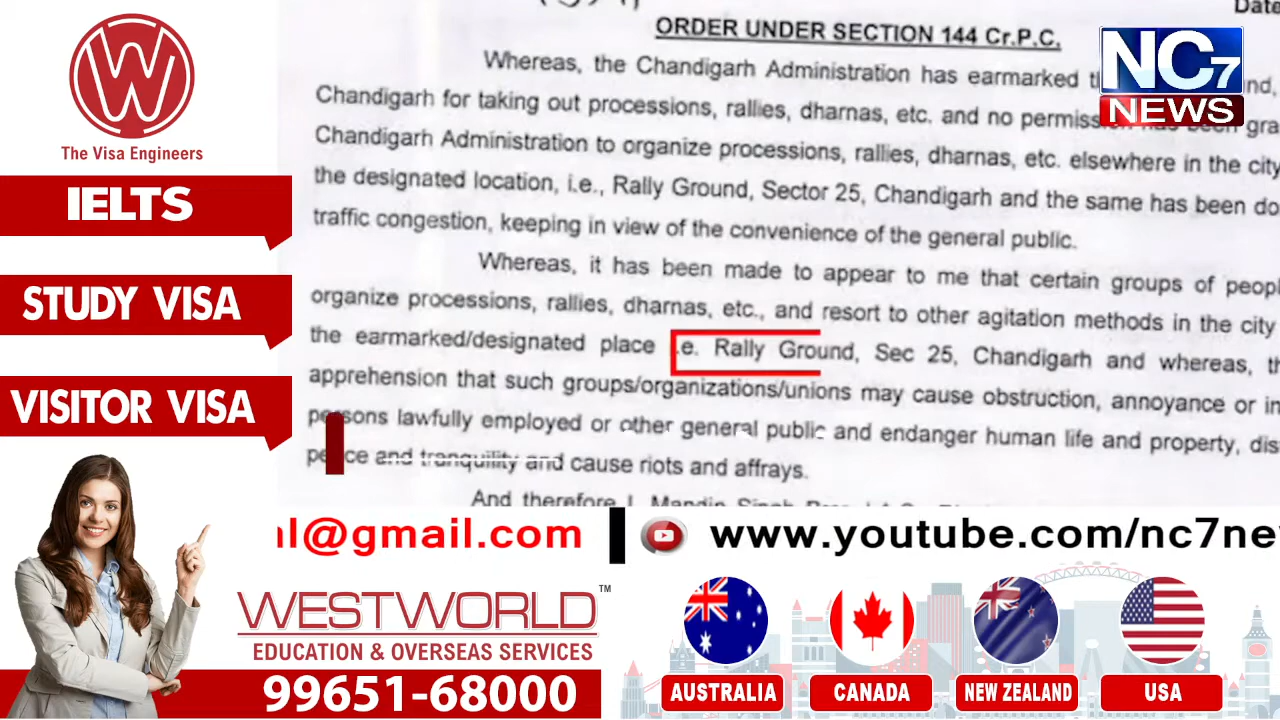 The Visa Engineers
IELTS
STUDY VISA
VISITOR VISA
Date
ORDER UNDER SECTION 144 Cr.P.C.
Whereas, the Chandigarh Administration has earmarked
Chandigarh for taking out processions, rallies, dharnas, etc. and no
Chandigarh Administration to organize processions, rallies, dharnas, etc. elsewhere in the city
the designated location, i.e., Rally Ground, Sector 25, Chandigarh and the same has been do
traffic congestion, keeping in view of the convenience of the general public.
Whereas, it has been made to appear to me that certain groups of peopl
organize processions, rallies, dharnas, etc., and resort to other agitation methods in the city
the earmarked/designated place i.e. Rally Ground, Sec 25, Chandigarh and whereas, th
apprehension that such groups/organizations/unions may cause obstruction, annoyance or in
persons lawfully employed or other general public and endanger human life and property, dis
peace and tranquility and cause riots and affrays.
And therefore I,
NC7
NEWS
al@gmail.com
www.youtube.com/nc7ne
WESTWORLD™
EDUCATION & OVERSEAS SERVICES
99651-68000
AUSTRALIA
CANADA
NEW ZEALAND
USA